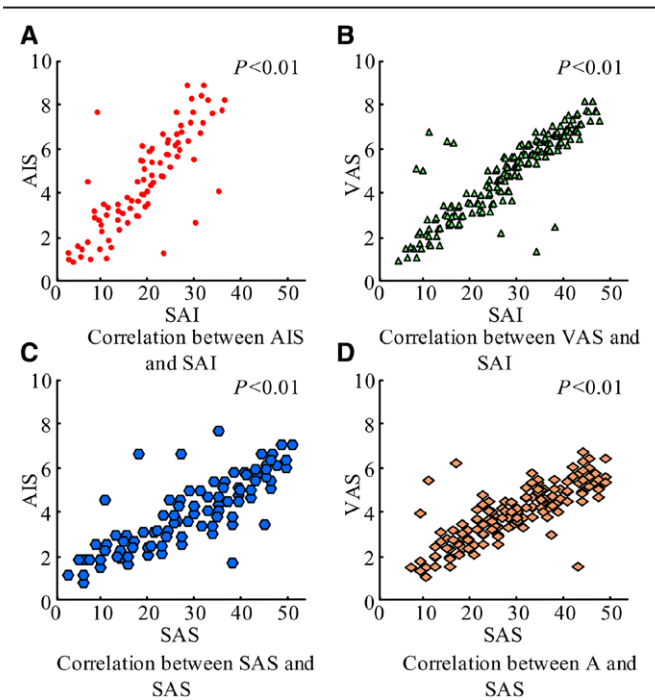 A
B
P<0.01
P<0.01
10
8
6
4
2
0
AIS
10
20
30
40
50
SAI
10
8
6
4
2
0
VAS
10
20
30
40
50
SAI
Correlation between AIS
and SAI
Correlation between VAS and
SAI
C
D
P<0.01
P<0.01
10
8
6
4
2
0
AIS
10
20
30
40
50
SAS
10
8
6
4
2
0
VAS
10
20
30
40
50
SAS
Correlation between SAS and
SAS
Correlation between A and
SAS